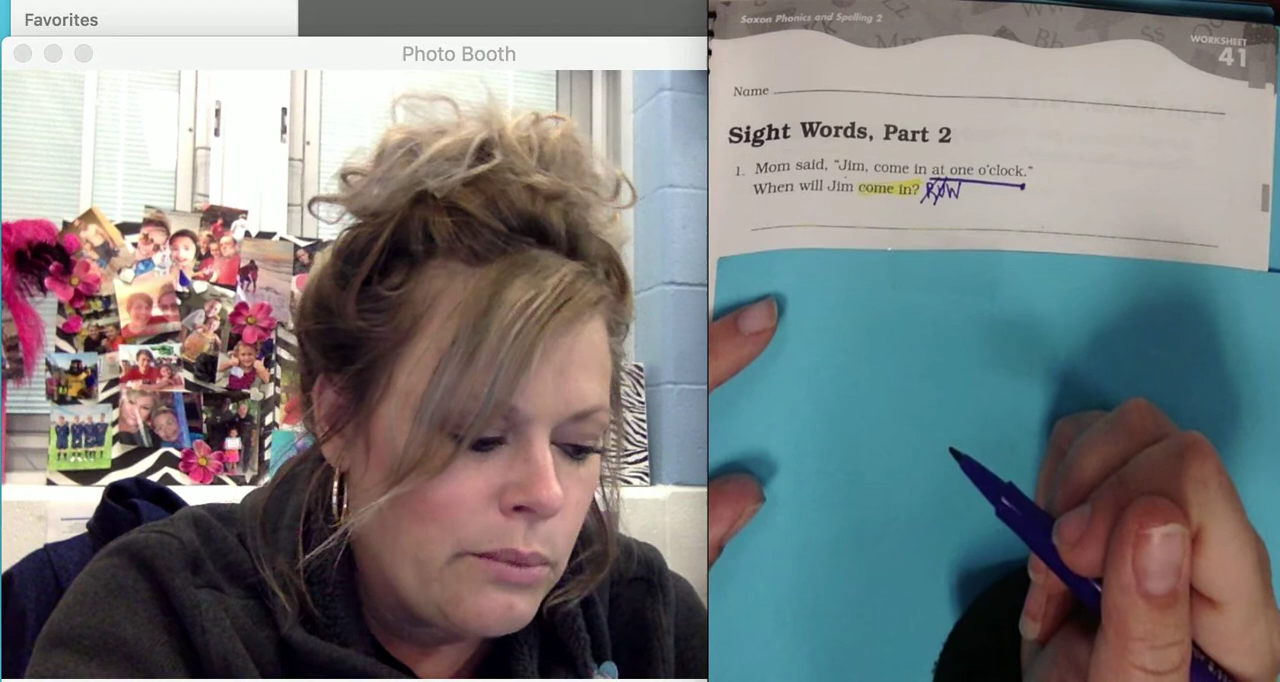 Favorites
Photo Booth
Saxon Phonics and Spelling 2
WORKSHEET
41
Name
Sight Words, Part 2
1. Mom said, "Jim, come in at one o'clock."
When will Jim come in?